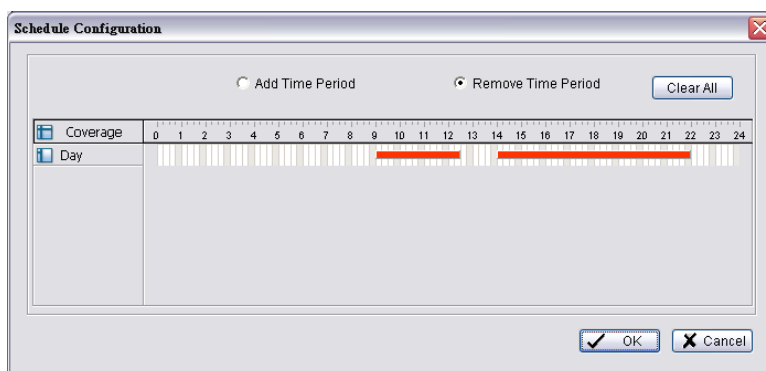 Schedule Configuration
Add Time Period
Remove Time Period
Clear All
Coverage
0 1 2 3 4 5 6 7 8 9 10 11 12 13 14 15 16 17 18 19 20 21 22 23 24
Day
OK
Cancel